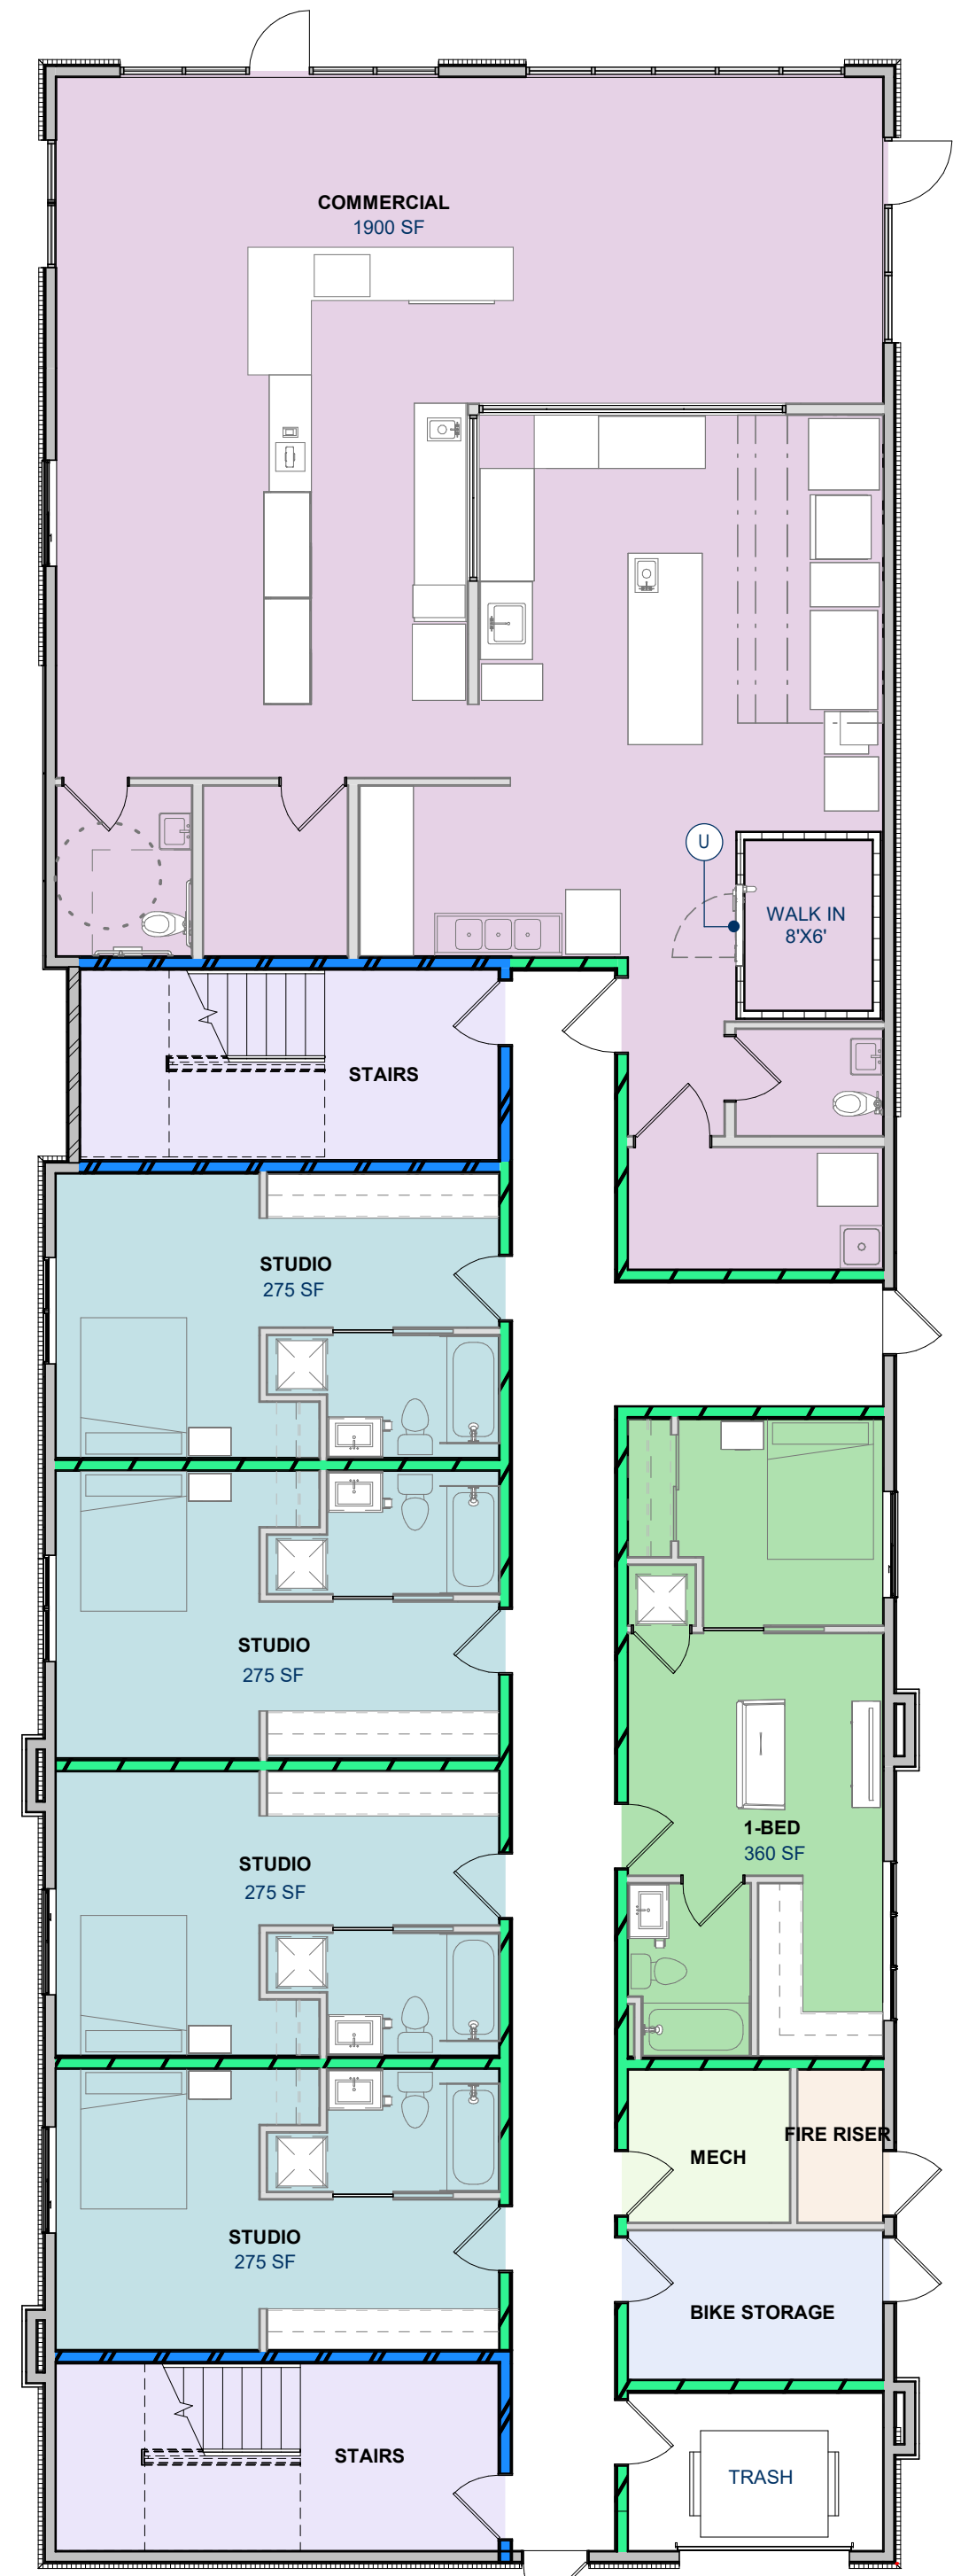 COMMERCIAL
1900 SF
U
WALK IN
8'X6'
STAIRS
STUDIO
275 SF
STUDIO
275 SF
1-BED
360 SF
STUDIO
275 SF
FIRE RISER
MECH
STUDIO
275 SF
BIKE STORAGE
STAIRS
TRASH